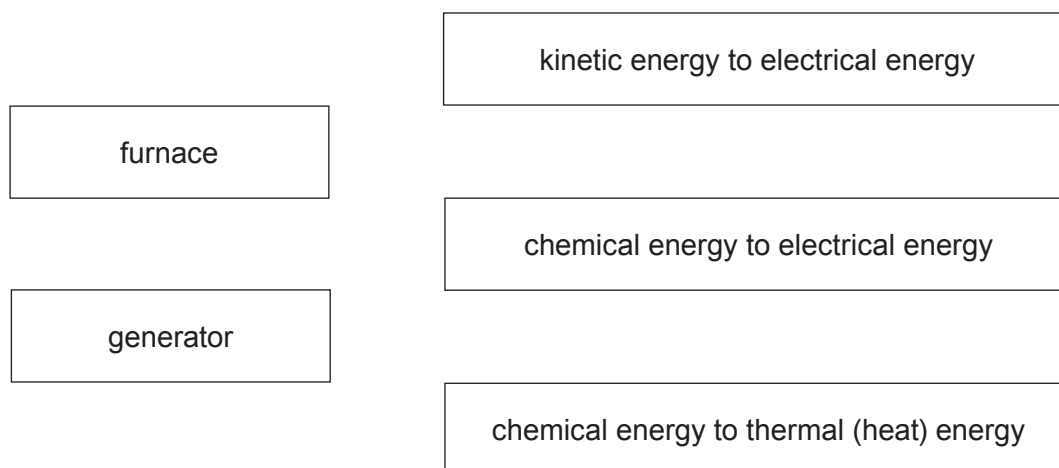 kinetic energy to electrical energy
furnace
chemical energy to electrical energy
generator
chemical energy to thermal (heat) energy